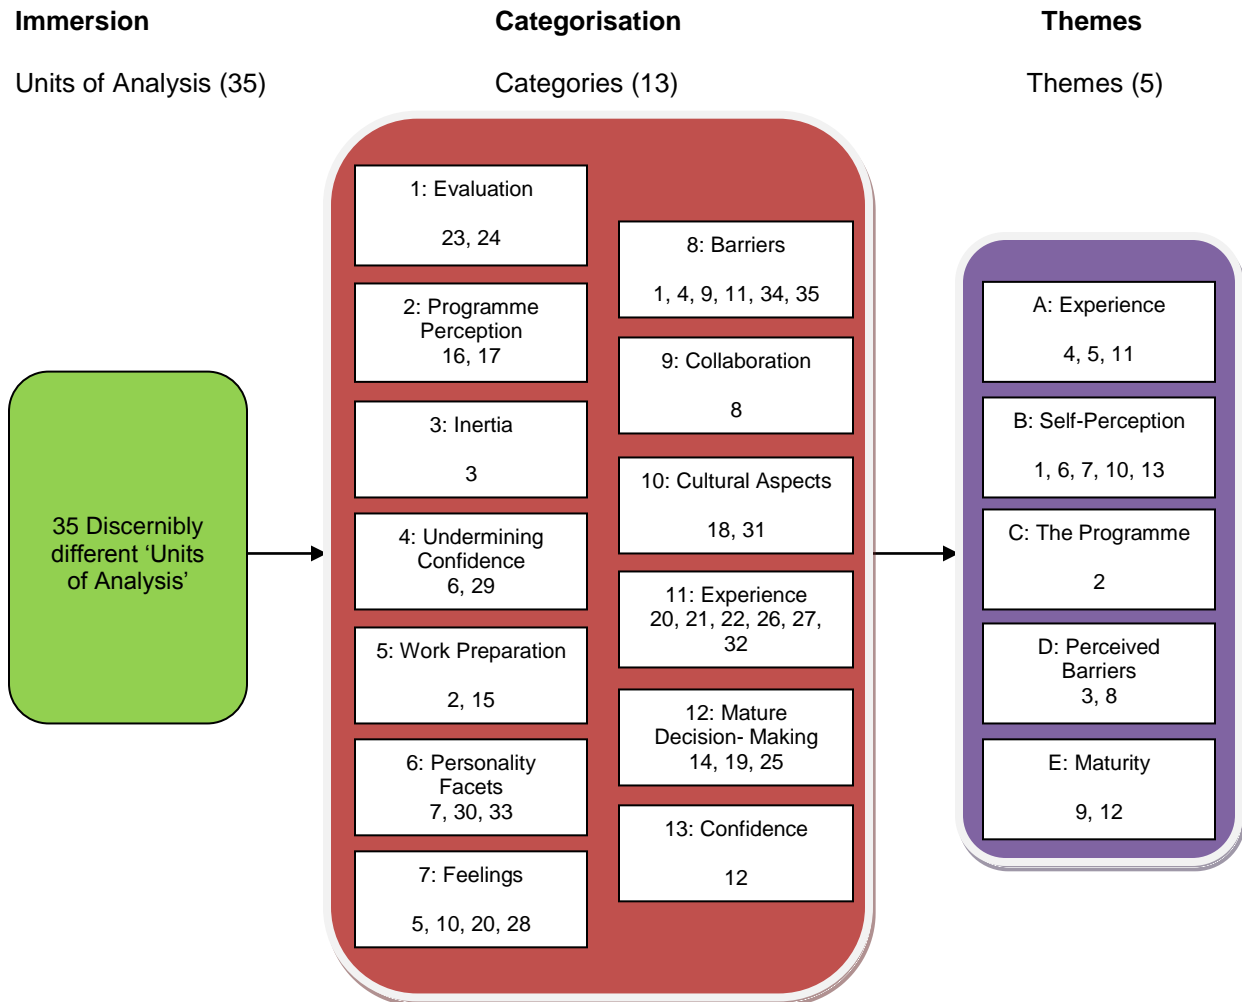 Immersion
Categorisation
Themes
Units of Analysis (35)
Categories (13)
Themes (5)
35 Discernibly
different ‘Units
of Analysis’
1: Evaluation
23, 24
2: Programme
Perception
16, 17
3: Inertia
3
4: Undermining
Confidence
6, 29
5: Work Preparation
2, 15
6: Personality
Facets
7, 30, 33
7: Feelings
5, 10, 20, 28
8: Barriers
1, 4, 9, 11, 34, 35
9: Collaboration
8
10: Cultural Aspects
18, 31
11: Experience
20, 21, 22, 26, 27,
32
12: Mature
Decision- Making
14, 19, 25
13: Confidence
12
A: Experience
4, 5, 11
B: Self-Perception
1, 6, 7, 10, 13
C: The Programme
2
D: Perceived
Barriers
3, 8
E: Maturity
9, 12